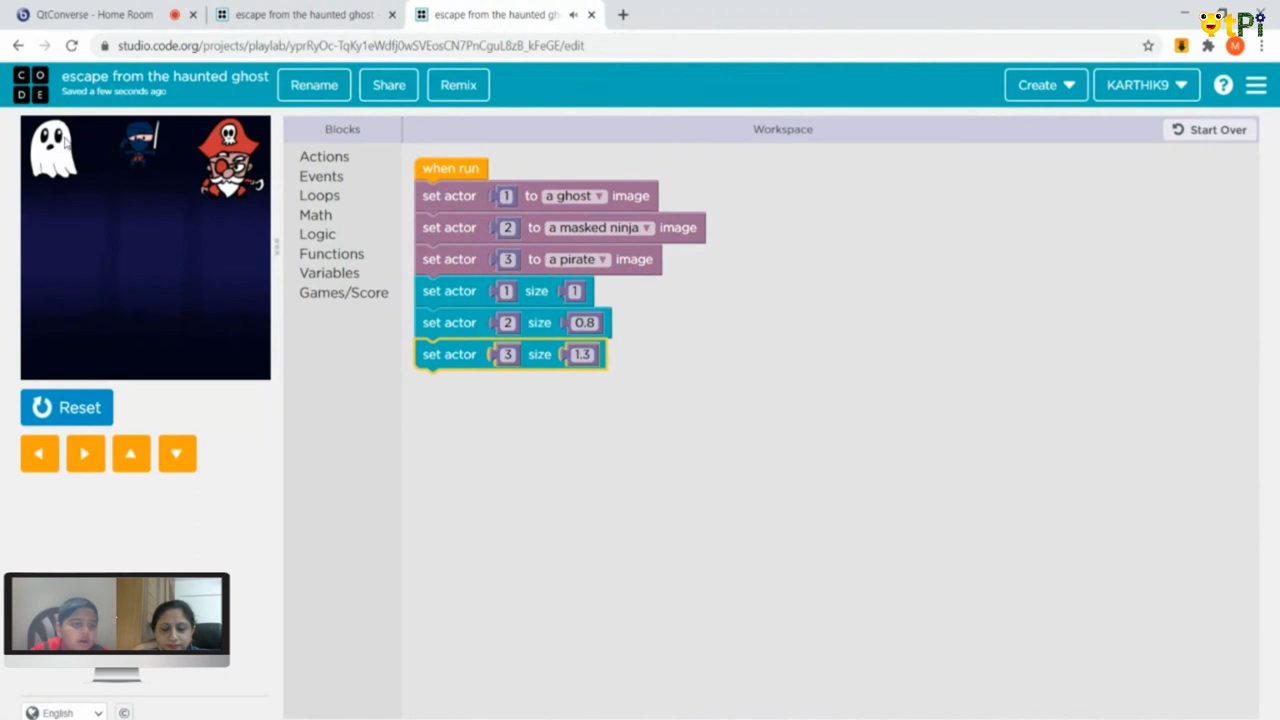 QtConverse - Home Room
escape from the haunted ghost
escape from the haunted gh
QtPi
studio.code.org/projects/playlab/yprRyOc-TqKy1eWdfj0wSVEosCN7PnCguL8zB_kFeGE/edit
M
C O
D E
escape from the haunted ghost
Saved a few seconds ago
Rename
Share
Remix
Create
KARTHIK9
?
Blocks
Workspace
Start Over
Actions
Events
Loops
Math
Logic
Functions
Variables
Games/Score
when run
set actor 1 to a ghost image
set actor 2 to a masked ninja image
set actor 3 to a pirate image
set actor 1 size 1
set actor 2 size 0.8
set actor 3 size 1.3
Reset
English
©